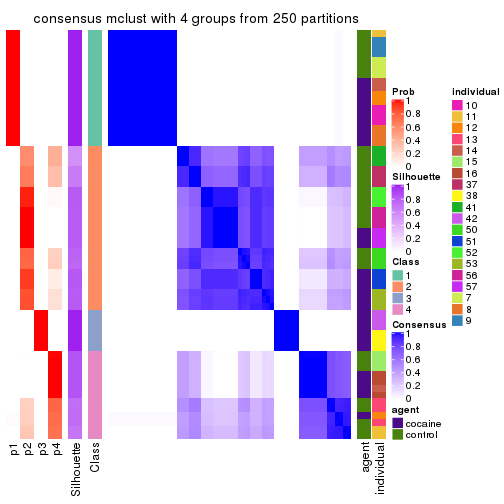 consensus mclust with 4 groups from 250 partitions
Prob
1
0.8
0.6
0.4
0.2
0
Silhouette
1
0.8
0.6
0.4
0.2
0
Class
1
2
3
4
Consensus
1
0.8
0.6
0.4
0.2
0
agent
cocaine
control
individual
10
11
12
13
14
15
16
37
38
41
42
50
51
52
53
56
57
7
8
9
p1
p2
p3
p4
Silhouette
Class
agent
individual